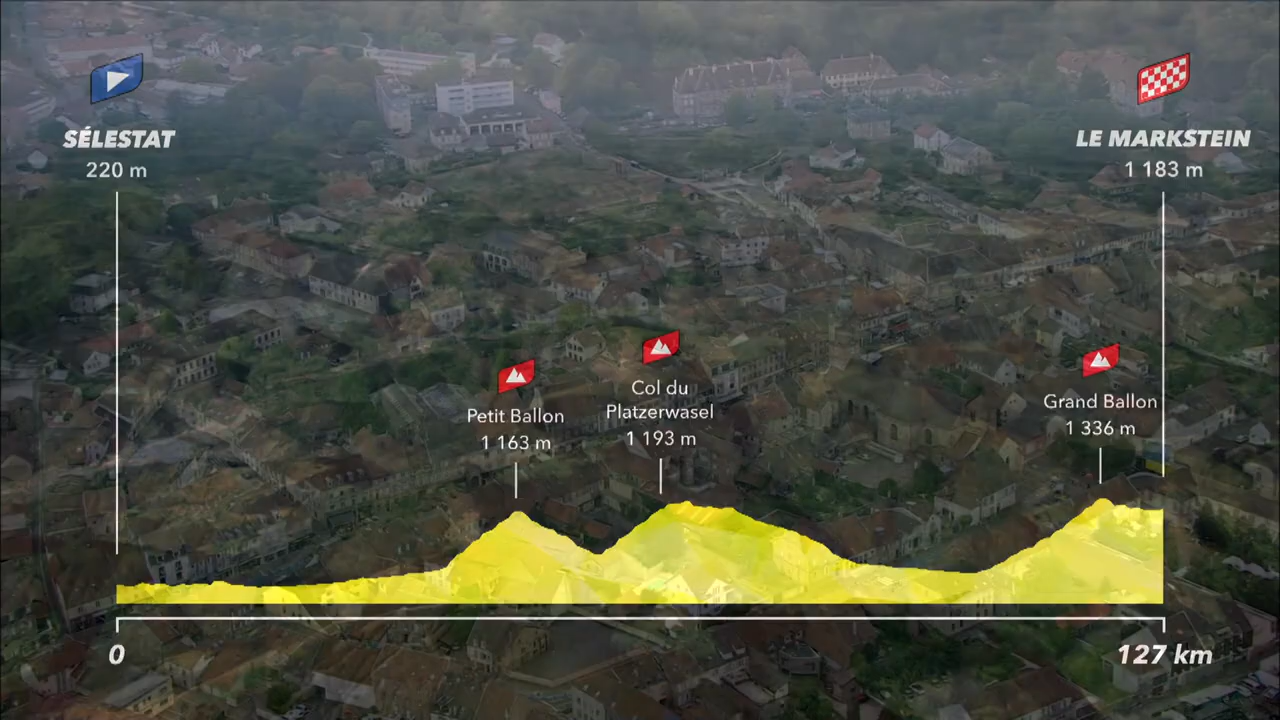 SÉLESTAT
220 m
LE MARKSTEIN
1 183 m
Petit Ballon
1 163 m
Col du
Platzerwasel
1 193 m
Grand Ballon
1 336 m
0
127 km